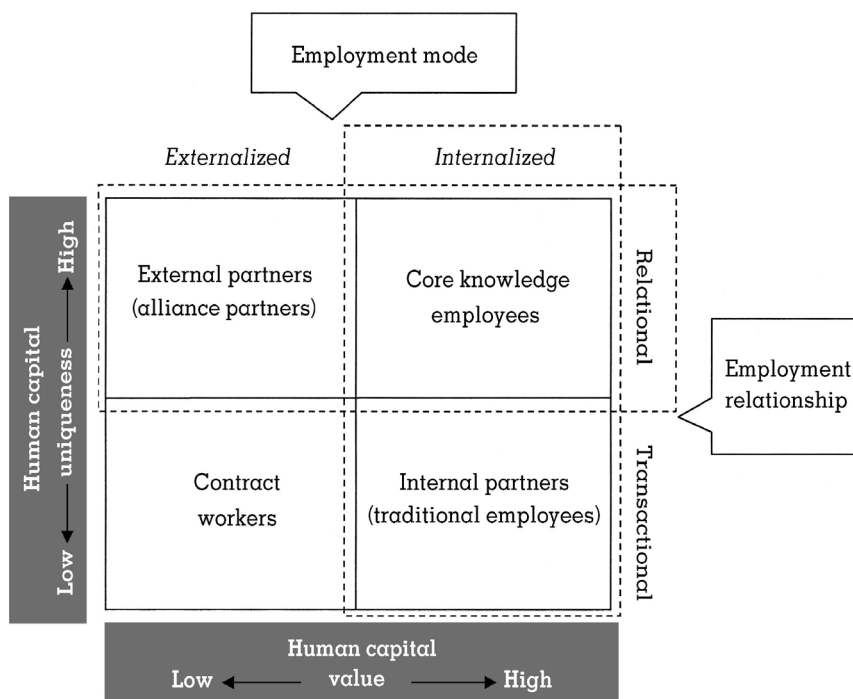 Employment mode
Externalized
Internalized
High
uniqueness
Low
Human capital
External partners
(alliance partners)
Core knowledge
employees
Relational
Employment
relationship
Contract
workers
Internal partners
(traditional employees)
Transactional
Human capital
Low
value
High